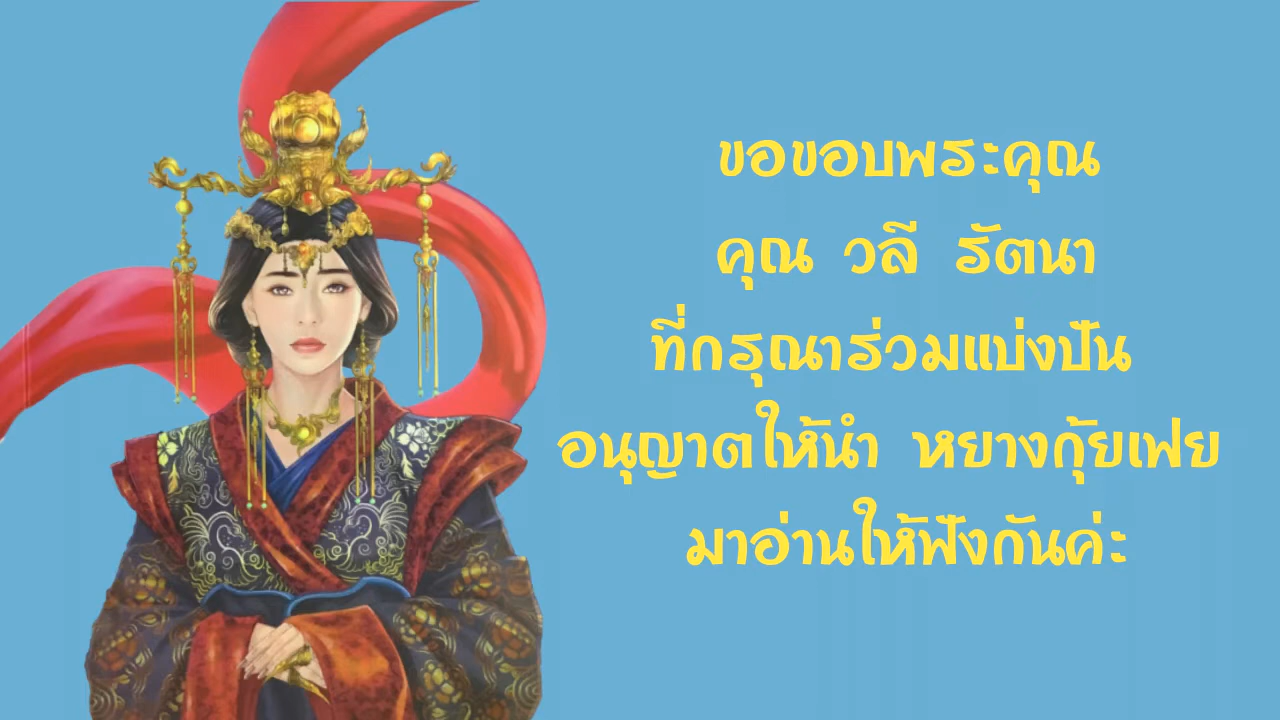 ขอขอบพระคุณ
คุณ วลี รัตนา
ที่กรุณาร่วมแบ่งปัน
อนุญาตให้นำ หยางกุ้ยเฟย
มาอ่านให้ฟังกันค่ะ